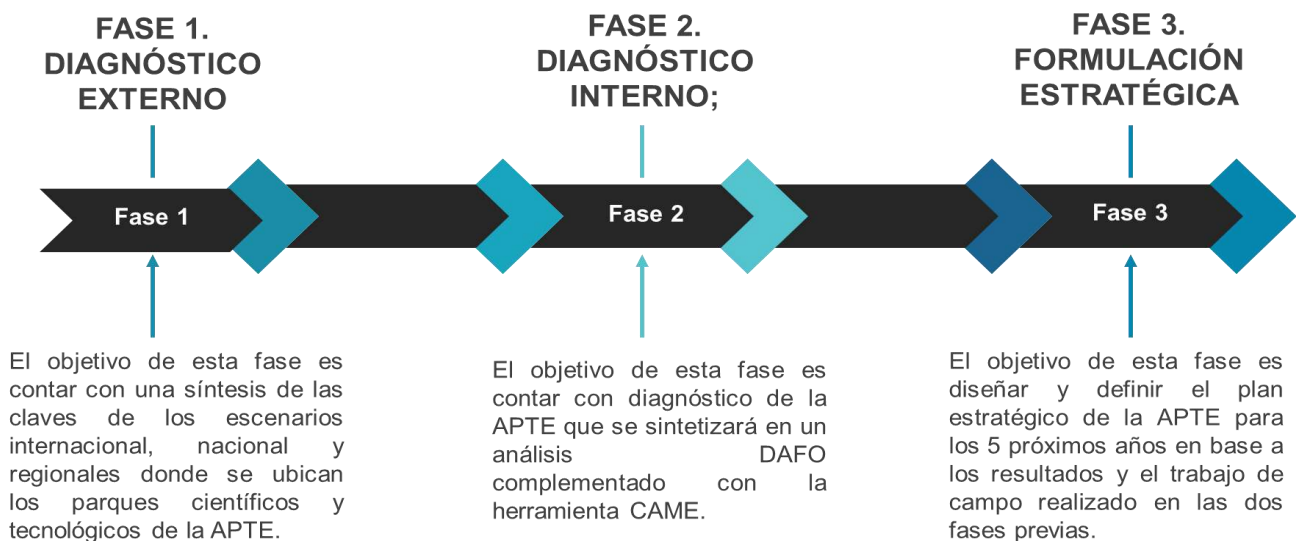 FASE 1.
DIAGNÓSTICO
EXTERNO
FASE 2.
DIAGNÓSTICO
INTERNO;
FASE 3.
FORMULACIÓN
ESTRATÉGICA
Fase 1
Fase 2
Fase 3
El objetivo de esta fase es
contar con una síntesis de las
claves de los escenarios
internacional, nacional y
regionales donde se ubican
los parques científicos y
tecnológicos de la APTE.
El objetivo de esta fase es
contar con diagnóstico de la
APTE que se sintetizará en un
análisis DAFO
complementado con la
herramienta CAME.
El objetivo de esta fase es
diseñar y definir el plan
estratégico de la APTE para
los 5 próximos años en base a
los resultados y el trabajo de
campo realizado en las dos
fases previas.